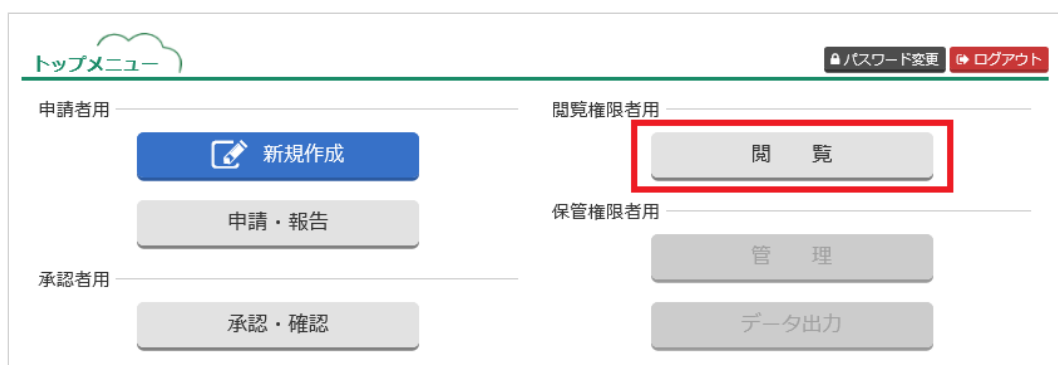 トップメニュー
パスワード変更
ログアウト
申請者用
新規作成
申請・報告
承認者用
承認・確認
閲覧権限者用
閲　覧
保管権限者用
管　理
データ出力